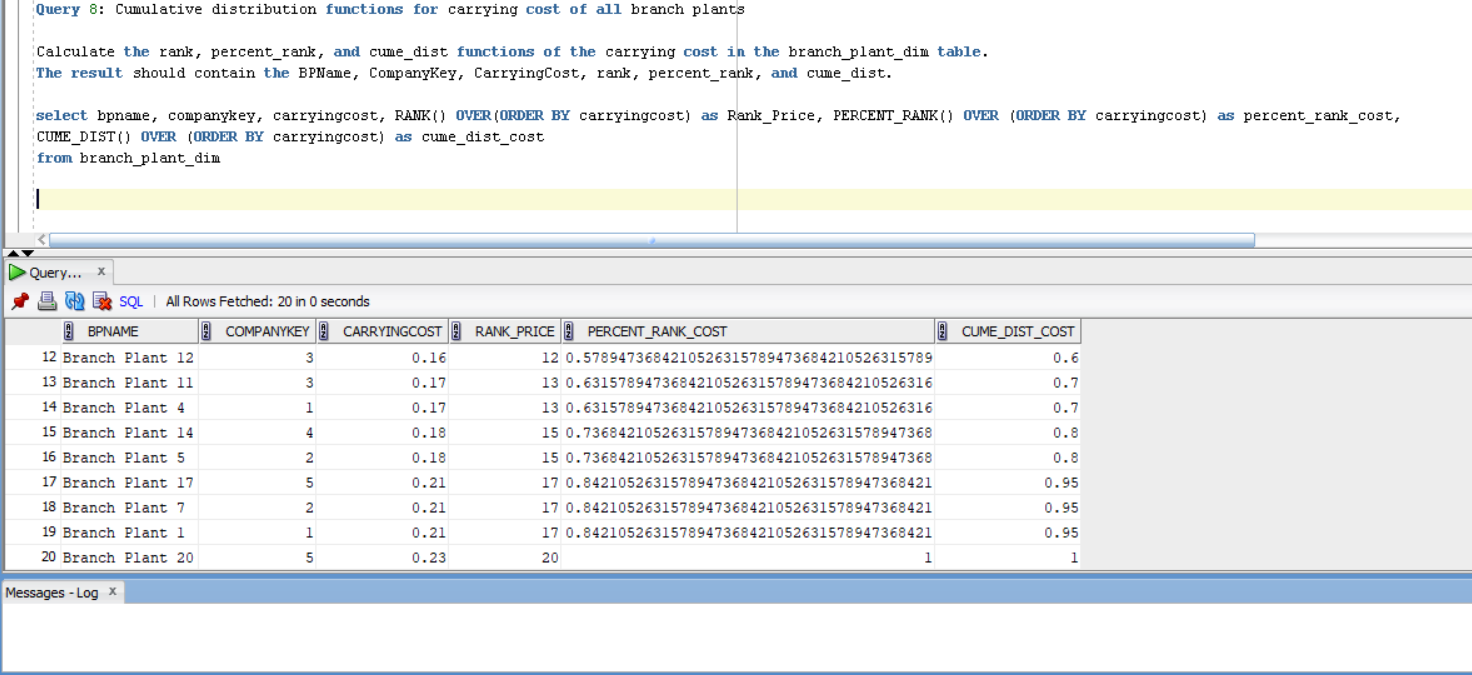 Query 8: Cumulative distribution functions for carrying cost of all branch plants
Calculate the rank, percent_rank, and cume_dist functions of the carrying cost in the branch_plant_dim table.
The result should contain the BPName, CompanyKey, CarryingCost, rank, percent_rank, and cume_dist.
select bpname, companykey, carryingcost, RANK() OVER(ORDER BY carryingcost) as Rank_Price, PERCENT_RANK() OVER (ORDER BY carryingcost) as percent_rank_cost,
CUME_DIST() OVER (ORDER BY carryingcost) as cume_dist_cost
from branch_plant_dim
Query... x
SQL | All Rows Fetched: 20 in 0 seconds
BPNAME COMPANYKEY CARRYINGCOST RANK_PRICE PERCENT_RANK_COST CUME_DIST_COST
12 Branch Plant 12 3 0.16 12 0.578947368421052631578947368421052631578​9 0.6
13 Branch Plant 11 3 0.17 13 0.631578947368421052631578947368421052631​6 0.7
14 Branch Plant 4 1 0.17 13 0.6315789473684210526315789473684210526316 0.7
15 Branch Plant 14 4 0.18 15 0.7368421052631578947368421052631578947368 0.8
16 Branch Plant 5 2 0.18 15 0.7368421052631578947368421052631578947368 0.8
17 Branch Plant 17 5 0.21 17 0.8421052631578947368421052631578947368421 0.95
18 Branch Plant 7 2 0.21 17 0.8421052631578947368421052631578947368421 0.95
19 Branch Plant 1 1 0.21 17 0.8421052631578947368421052631578947368421 0.95
20 Branch Plant 20 5 0.23 20 1 1
Messages - Log x